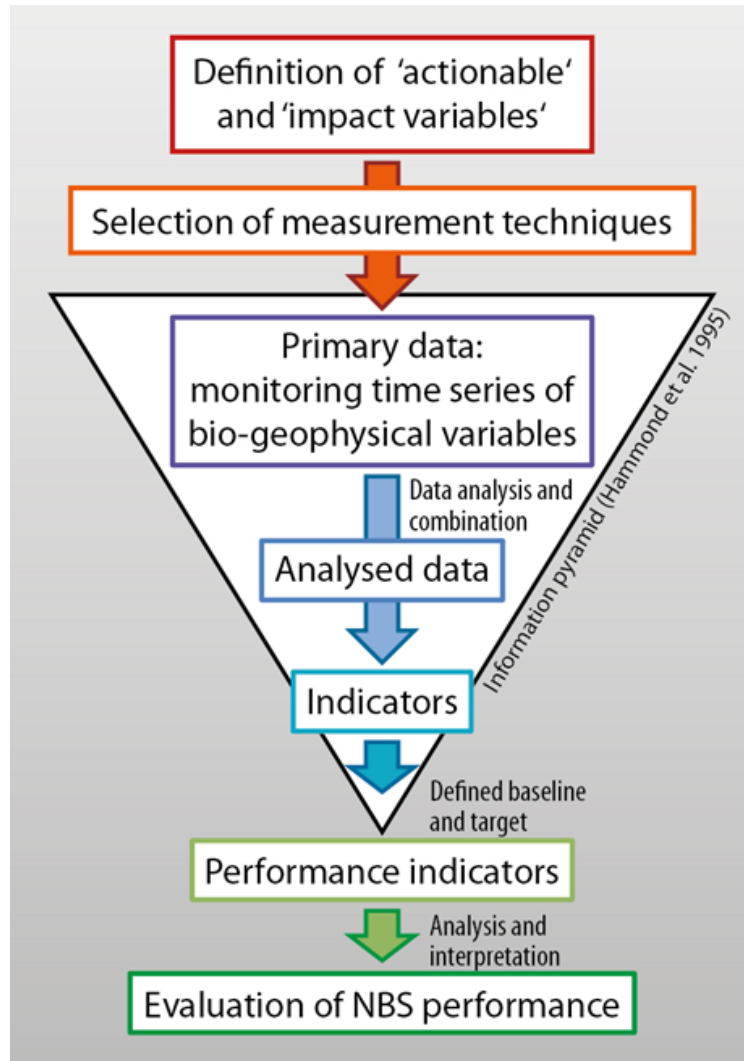 Definition of ‘actionable‘
and ‘impact variables‘
Selection of measurement techniques
Primary data:
monitoring time series of
bio-geophysical variables
Data analysis and
combination
Analysed data
Information pyramid (Hammond et al. 1995)
Indicators
Defined baseline
and target
Performance indicators
Analysis and
interpretation
Evaluation of NBS performance